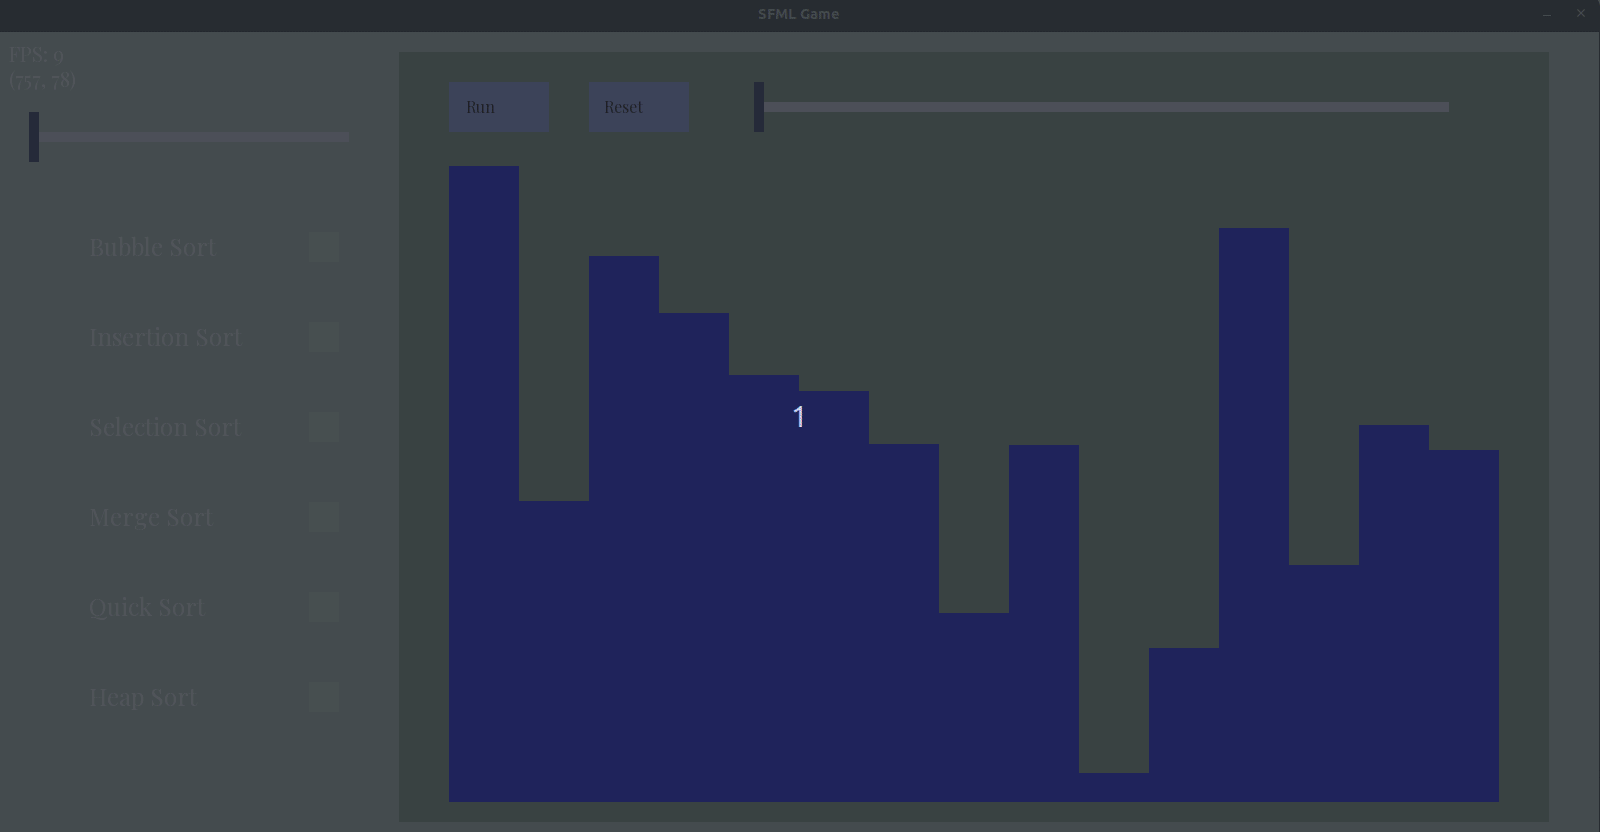 SFML Game
FPS: 9
(757, 78)
Run
Reset
Bubble Sort
Insertion Sort
Selection Sort
Merge Sort
Quick Sort
Heap Sort
1